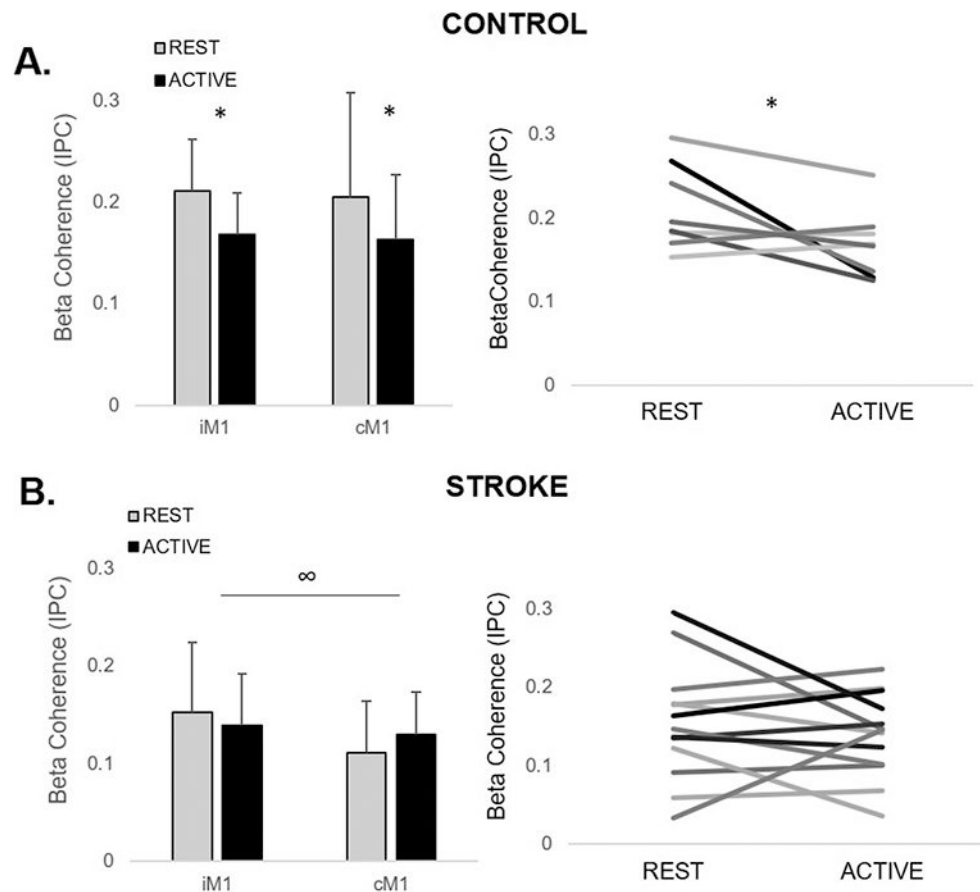 CONTROL
A.
REST
ACTIVE
Beta Coherence (IPC)
0.3
0.2
0.1
0
*
*
iM1
cM1
BetaCoherence (IPC)
0.3
0.2
0.1
0
*
REST
ACTIVE
STROKE
B.
REST
ACTIVE
Beta Coherence (IPC)
0.3
0.2
0.1
0
∞
iM1
cM1
Beta Coherence (IPC)
0.3
0.2
0.1
0
REST
ACTIVE